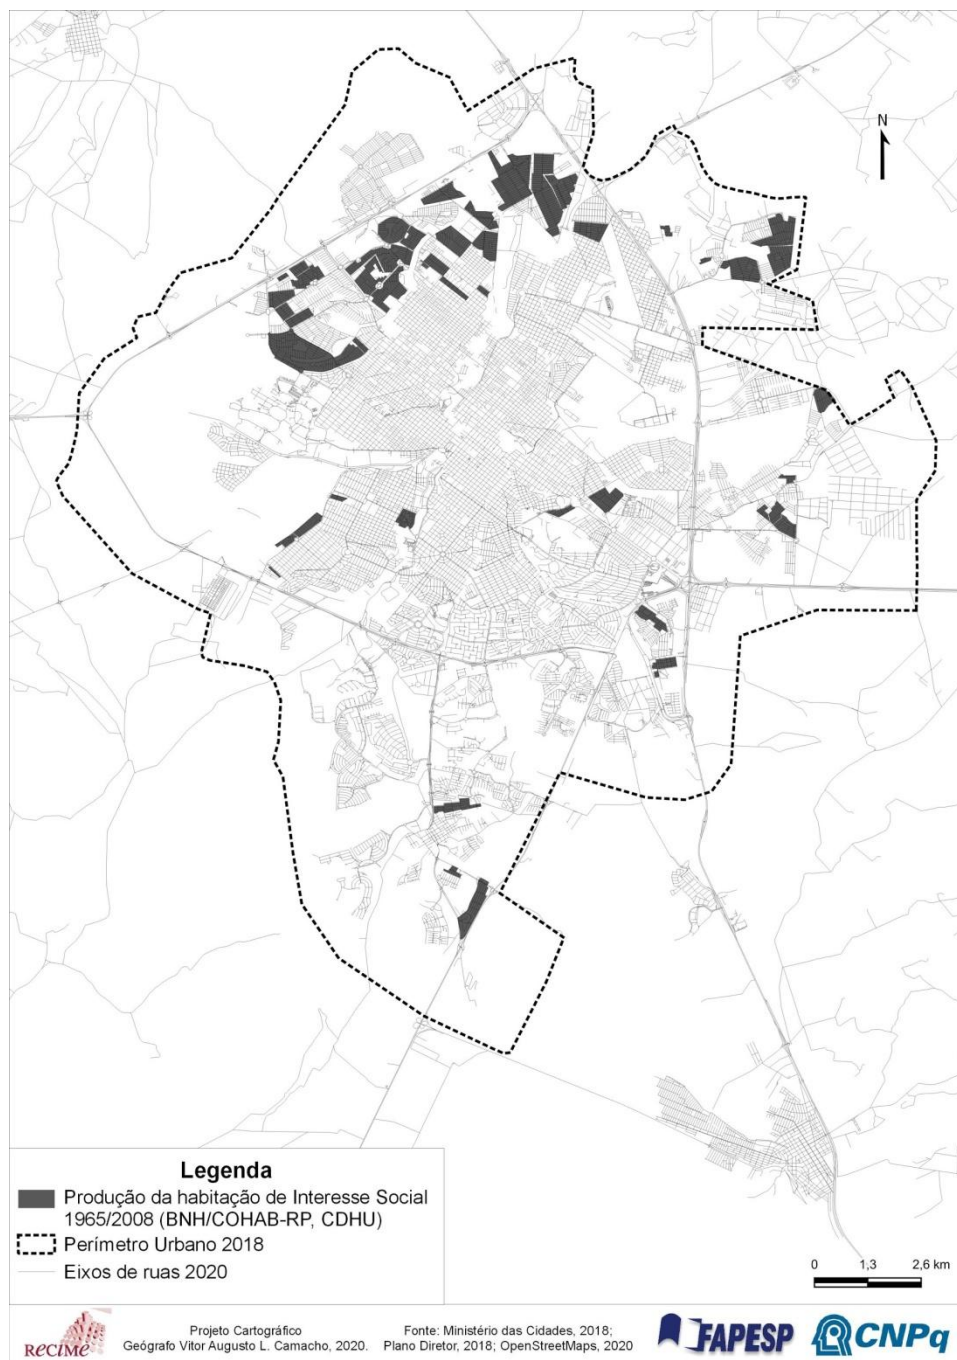 N
Legenda
Produção da habitação de Interesse Social
1965/2008 (BNH/COHAB-RP, CDHU)
Perímetro Urbano 2018
Eixos de ruas 2020
0 1,3 2,6 km
RECIMe
Projeto Cartográfico
Geógrafo Vitor Augusto L. Camacho, 2020.
Fonte: Ministério das Cidades, 2018;
Plano Diretor, 2018; OpenStreetMaps, 2020
FAPESP
CNPq